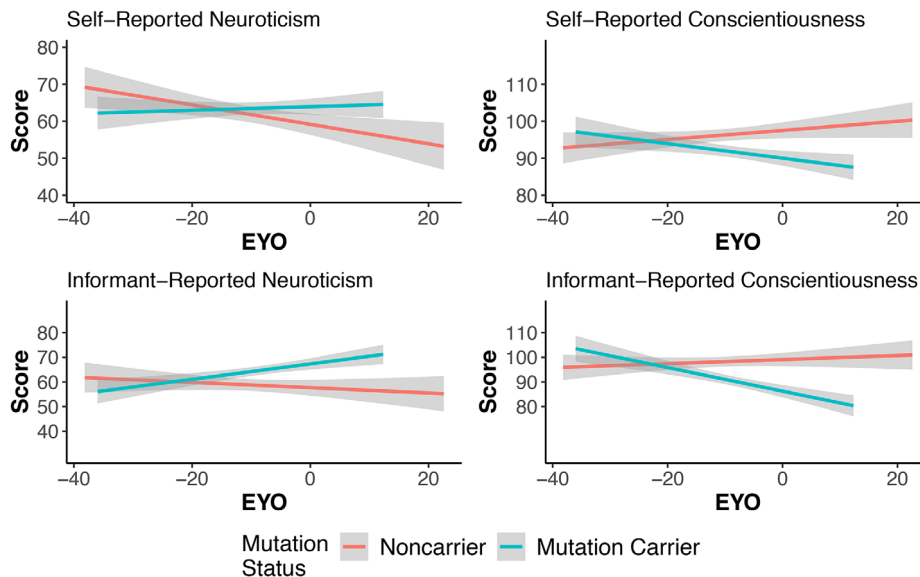 Self−Reported Neuroticism
80
70
60
50
40
Score
−40 −20 0 20
EYO
Self−Reported Conscientiousness
110
100
90
80
Score
−40 −20 0 20
EYO
Informant−Reported Neuroticism
80
70
60
50
40
Score
−40 −20 0 20
EYO
Informant−Reported Conscientiousness
110
100
90
80
Score
−40 −20 0 20
EYO
Mutation
Status
Noncarrier
Mutation Carrier